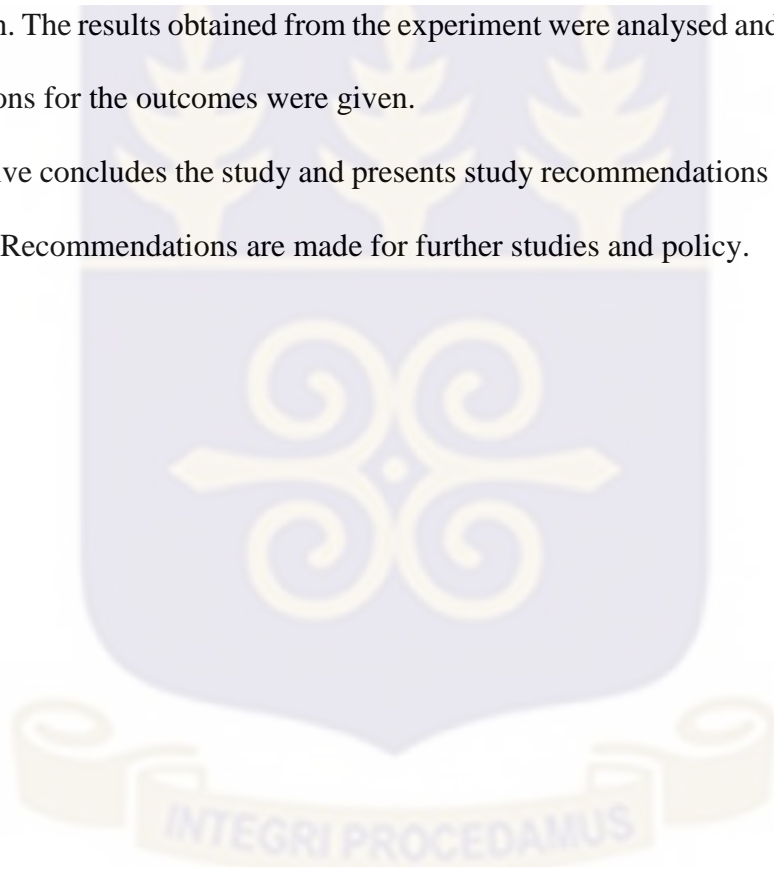 n. The results obtained from the experiment were analysed and
ons for the outcomes were given.
ve concludes the study and presents study recommendations
Recommendations are made for further studies and policy.
INTEGRI PROCEDAMUS